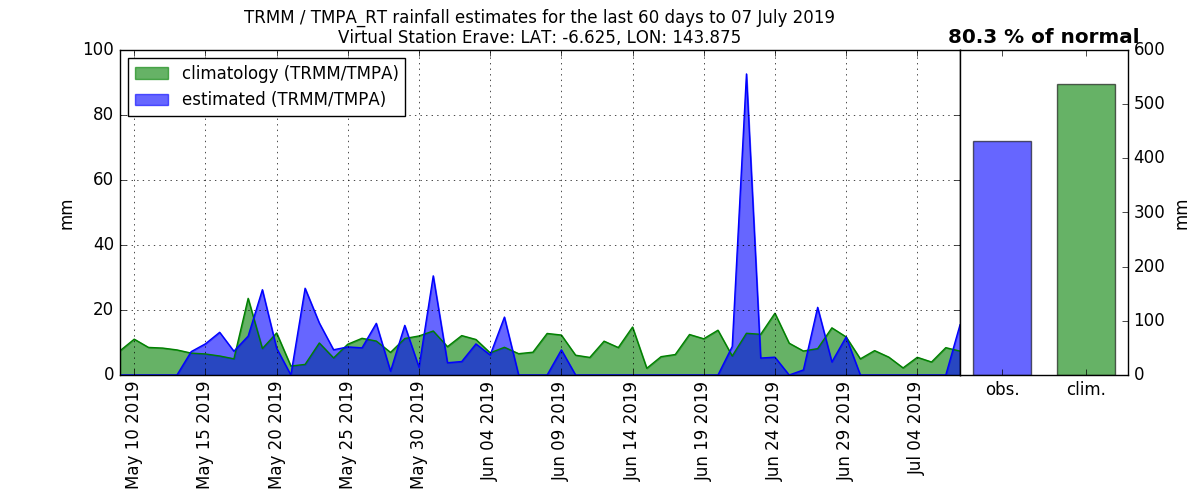 TRMM / TMPA_RT rainfall estimates for the last 60 days to 07 July 2019
Virtual Station Erave: LAT: -6.625, LON: 143.875
80.3 % of normal
climatology (TRMM/TMPA)
estimated (TRMM/TMPA)
100
80
60
40
20
0
mm
May 10 2019
May 15 2019
May 20 2019
May 25 2019
May 30 2019
Jun 04 2019
Jun 09 2019
Jun 14 2019
Jun 19 2019
Jun 24 2019
Jun 29 2019
Jul 04 2019
600
500
400
300
200
100
0
mm
obs.
clim.